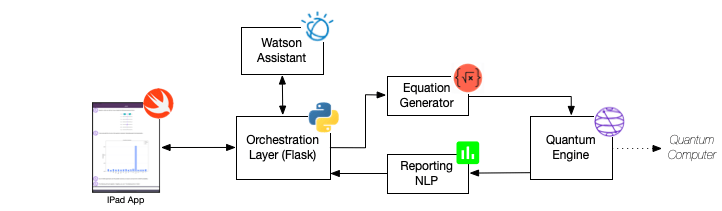 Watson
Assistant
Equation
Generator
Orchestration
Layer (Flask)
Quantum
Engine
Quantum
Computer
Reporting
NLP
IPad App